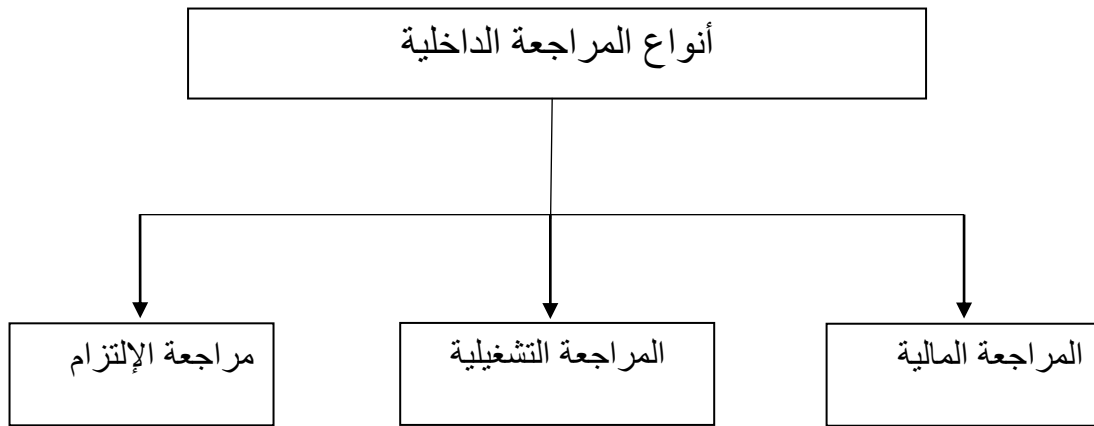 أنواع المراجعة الداخلية
المراجعة المالية
المراجعة التشغيلية
مراجعة الإلتزام